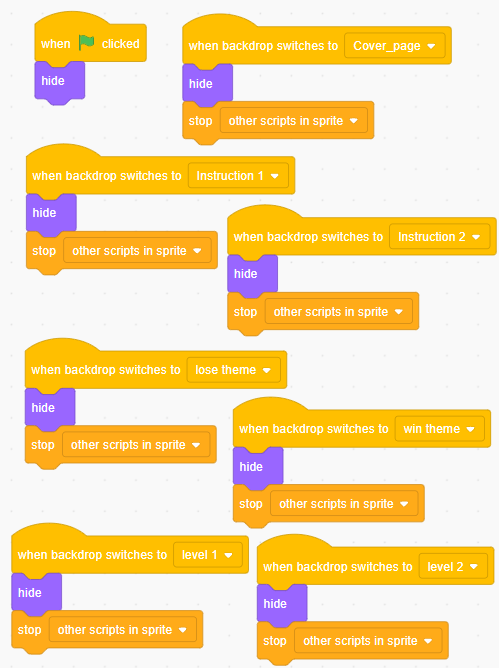 when clicked
hide
when backdrop switches to Cover_page
hide
stop other scripts in sprite
when backdrop switches to Instruction 1
hide
stop other scripts in sprite
when backdrop switches to Instruction 2
hide
stop other scripts in sprite
when backdrop switches to lose theme
hide
stop other scripts in sprite
when backdrop switches to win theme
hide
stop other scripts in sprite
when backdrop switches to level 1
hide
stop other scripts in sprite
when backdrop switches to level 2
hide
stop other scripts in sprite